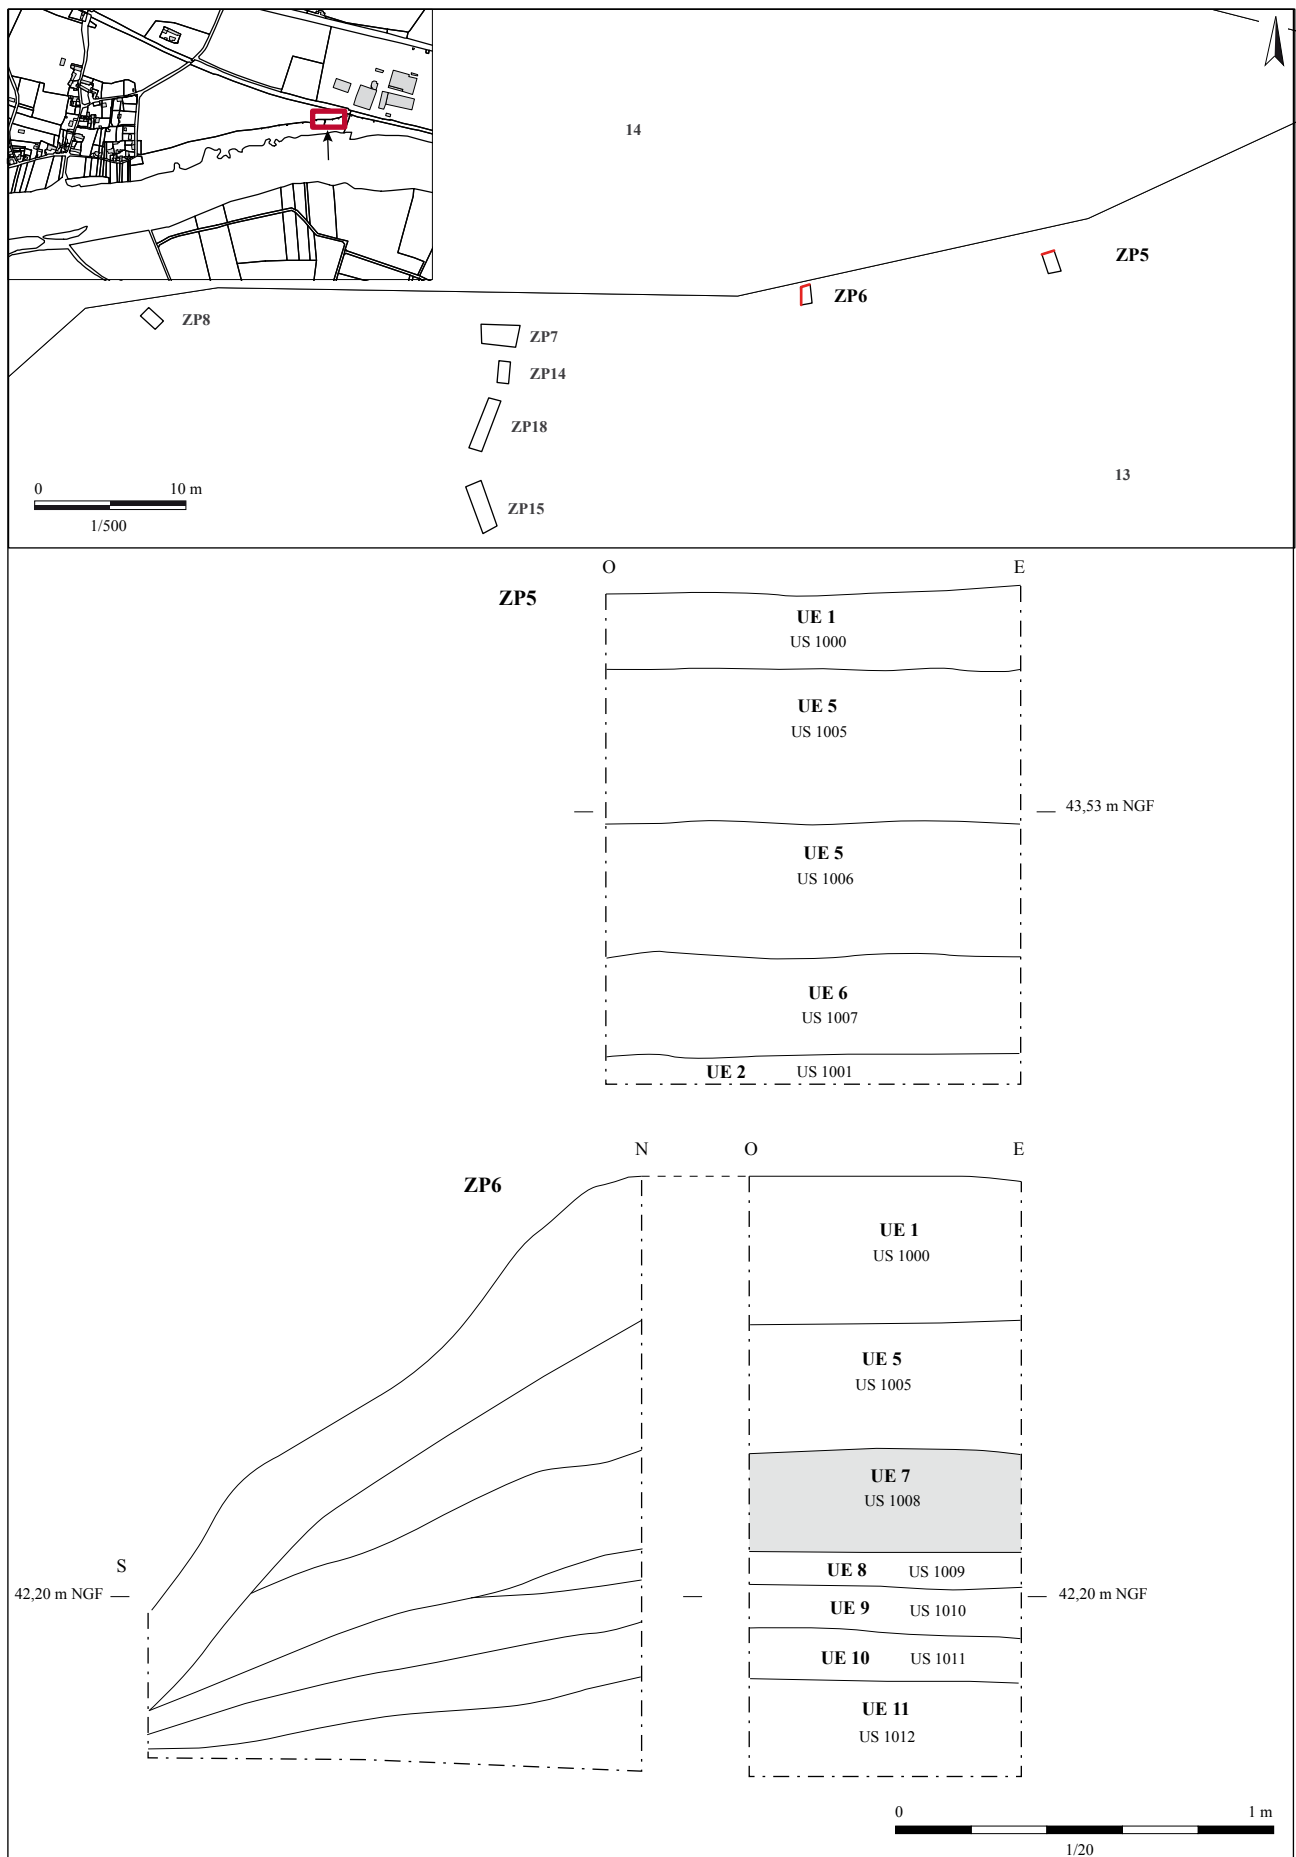 14
ZP5
ZP6
ZP8
ZP7
ZP14
ZP18
13
ZP15
0 10 m
1/500
O E
ZP5
UE 1
US 1000
UE 5
US 1005
43,53 m NGF
UE 5
US 1006
UE 6
US 1007
UE 2 US 1001
N O E
ZP6
UE 1
US 1000
UE 5
US 1005
UE 7
US 1008
S
UE 8 US 1009
42,20 m NGF 42,20 m NGF
UE 9 US 1010
UE 10 US 1011
UE 11
US 1012
0 1 m
1/20